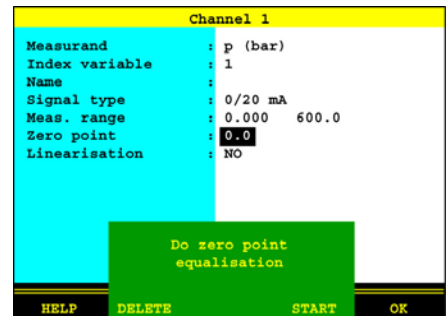 Channel 1
Measurand : p (bar)
Index variable : 1
Name :
Signal type : 0/20 mA
Meas. range : 0.000 600.0
Zero point : 0.0
Linearisation : NO
Do zero point
equalisation
HELP DELETE START OK